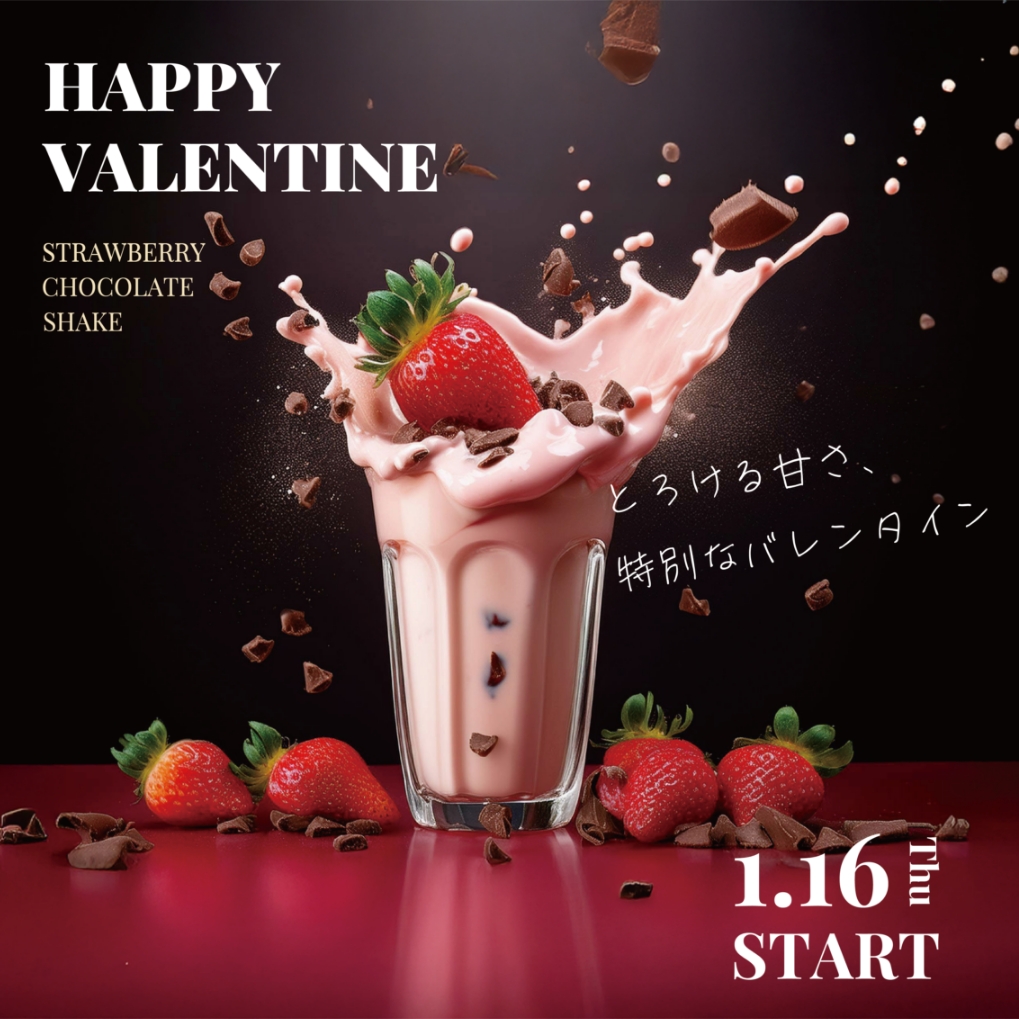 HAPPY
VALENTINE
STRAWBERRY
CHOCOLATE
SHAKE
とろける甘さ、
特別なバレンタイン
1.16 Thu
START